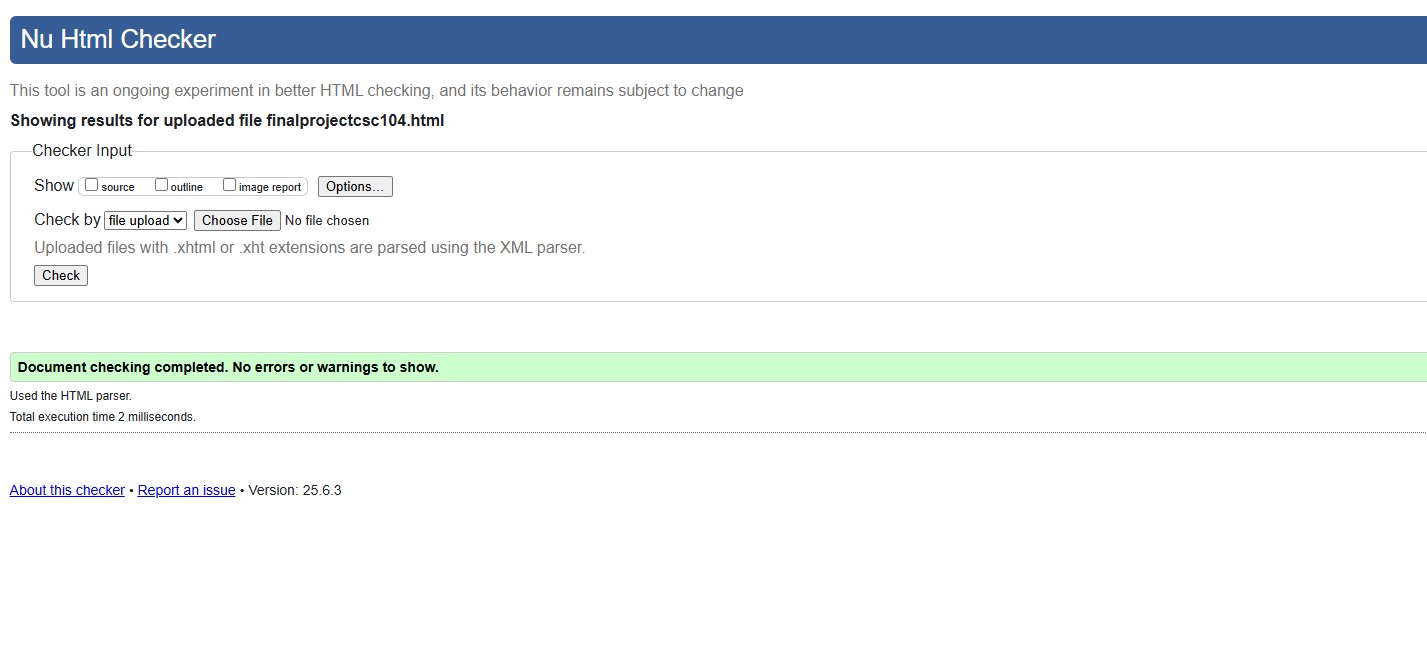 Nu Html Checker
This tool is an ongoing experiment in better HTML checking, and its behavior remains subject to change
Showing results for uploaded file finalprojectcsc104.html
Checker Input
Show source outline image report Options...
Check by file upload Choose File No file chosen
Uploaded files with .xhtml or .xht extensions are parsed using the XML parser.
Check
Document checking completed. No errors or warnings to show.
Used the HTML parser.
Total execution time 2 milliseconds.
About this checker • Report an issue • Version: 25.6.3